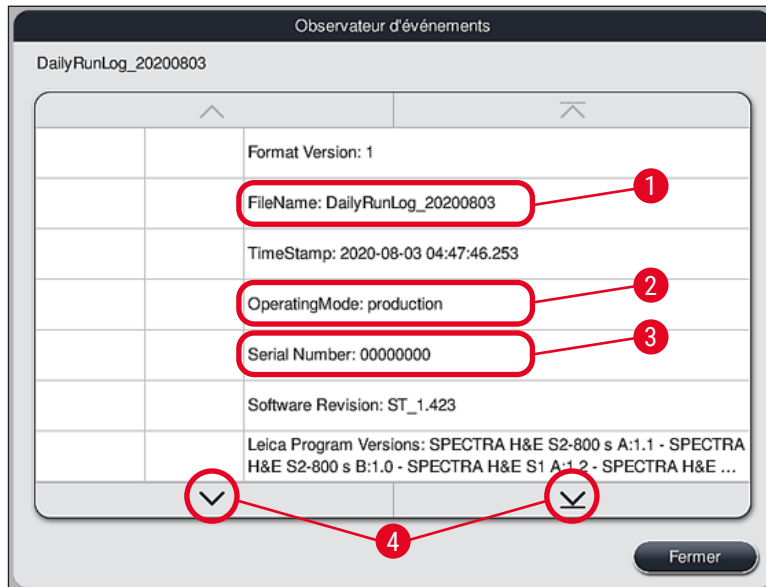 Observateur d'événements
DailyRunLog_20200803
Format Version: 1
FileName: DailyRunLog_20200803
1
TimeStamp: 2020-08-03 04:47:46.253
OperatingMode: production
2
Serial Number: 00000000
3
Software Revision: ST_1.423
Leica Program Versions: SPECTRA H&E S2-800 s A:1.1 - SPECTRA
H&E S2-800 s B:1.0 - SPECTRA H&E S1 A:1.2 - SPECTRA H&E ...
4
Fermer